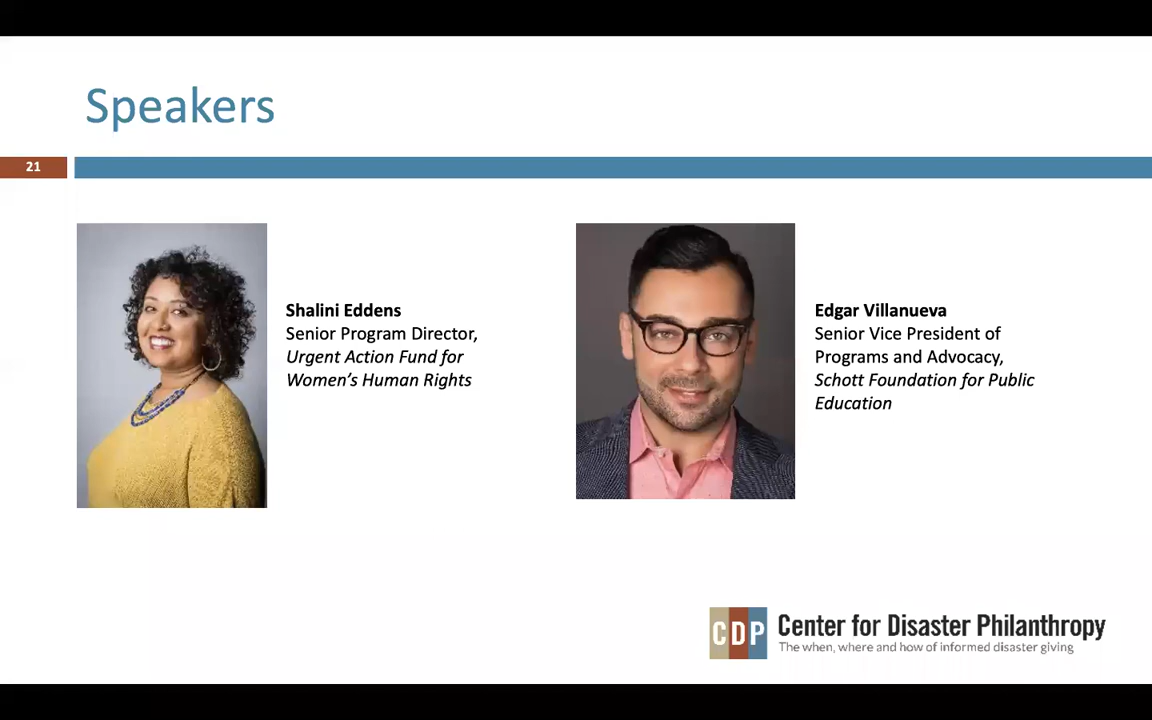 Speakers
21
Shalini Eddens
Senior Program Director,
Urgent Action Fund for
Women’s Human Rights
Edgar Villanueva
Senior Vice President of
Programs and Advocacy,
Schott Foundation for Public
Education
CDP
Center for Disaster Philanthropy
The when, where and how of informed disaster giving